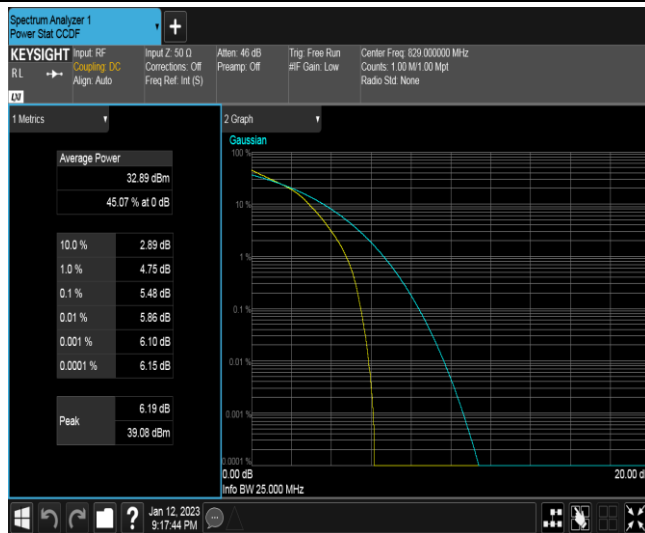 Spectrum Analyzer 1
Power Stat CCDF
+
KEYSIGHT
RL
LXI
Input: RF
Coupling: DC
Align: Auto
Input Z: 50 Ω
Corrections: Off
Freq Ref: Int (S)
Atten: 46 dB
Preamp: Off
Trig: Free Run
#IF Gain: Low
Center Freq: 829.000000 MHz
Counts: 1.00 M/1.00 Mpt
Radio Std: None
1 Metrics
Average Power
32.89 dBm
45.07 % at 0 dB
10.0 % 2.89 dB
1.0 % 4.75 dB
0.1 % 5.48 dB
0.01 % 5.86 dB
0.001 % 6.10 dB
0.0001 % 6.15 dB
Peak
6.19 dB
39.08 dBm
2 Graph
Gaussian
100 %
10 %
1 %
0.1 %
0.01 %
0.001 %
0.0001 %
0.00 dB
20.00 d
Info BW 25.000 MHz
?
Jan 12, 2023
9:17:44 PM